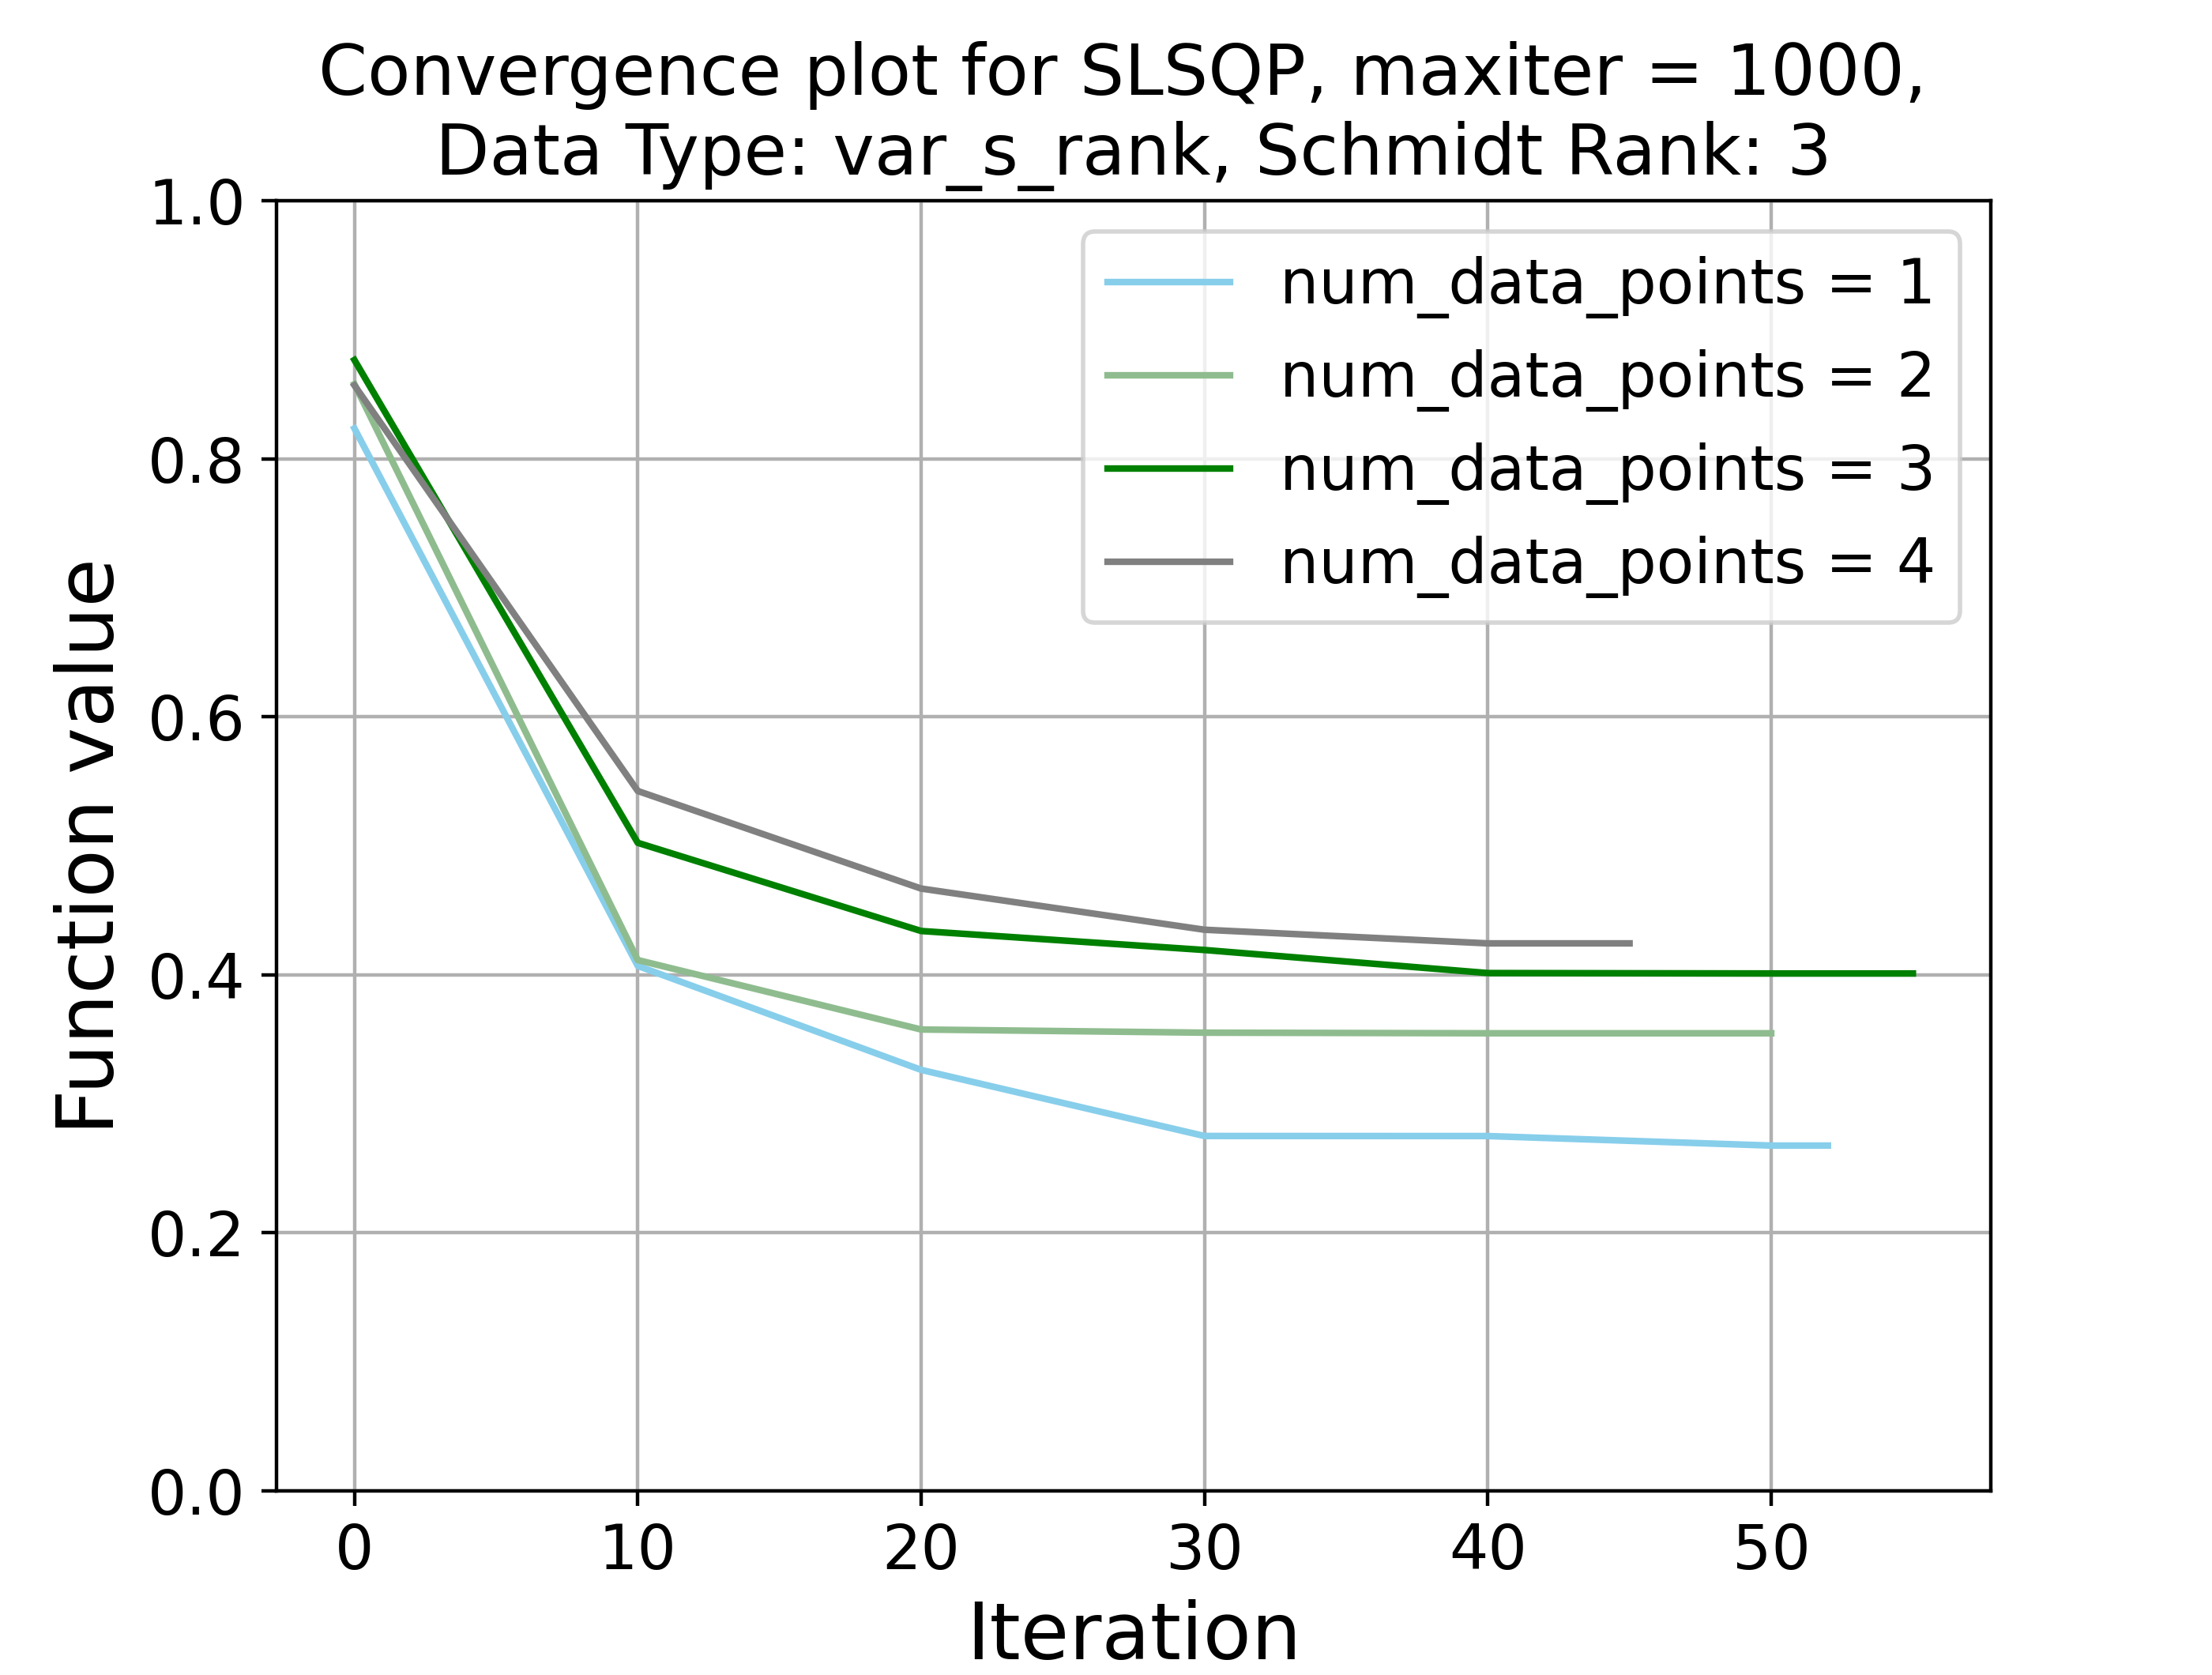 Convergence plot for SLSQP, maxiter = 1000,
Data Type: var_s_rank, Schmidt Rank: 3
1.0
0.8
0.6
0.4
0.2
0.0
Function value
num_data_points = 1
num_data_points = 2
num_data_points = 3
num_data_points = 4
0 10 20 30 40 50
Iteration